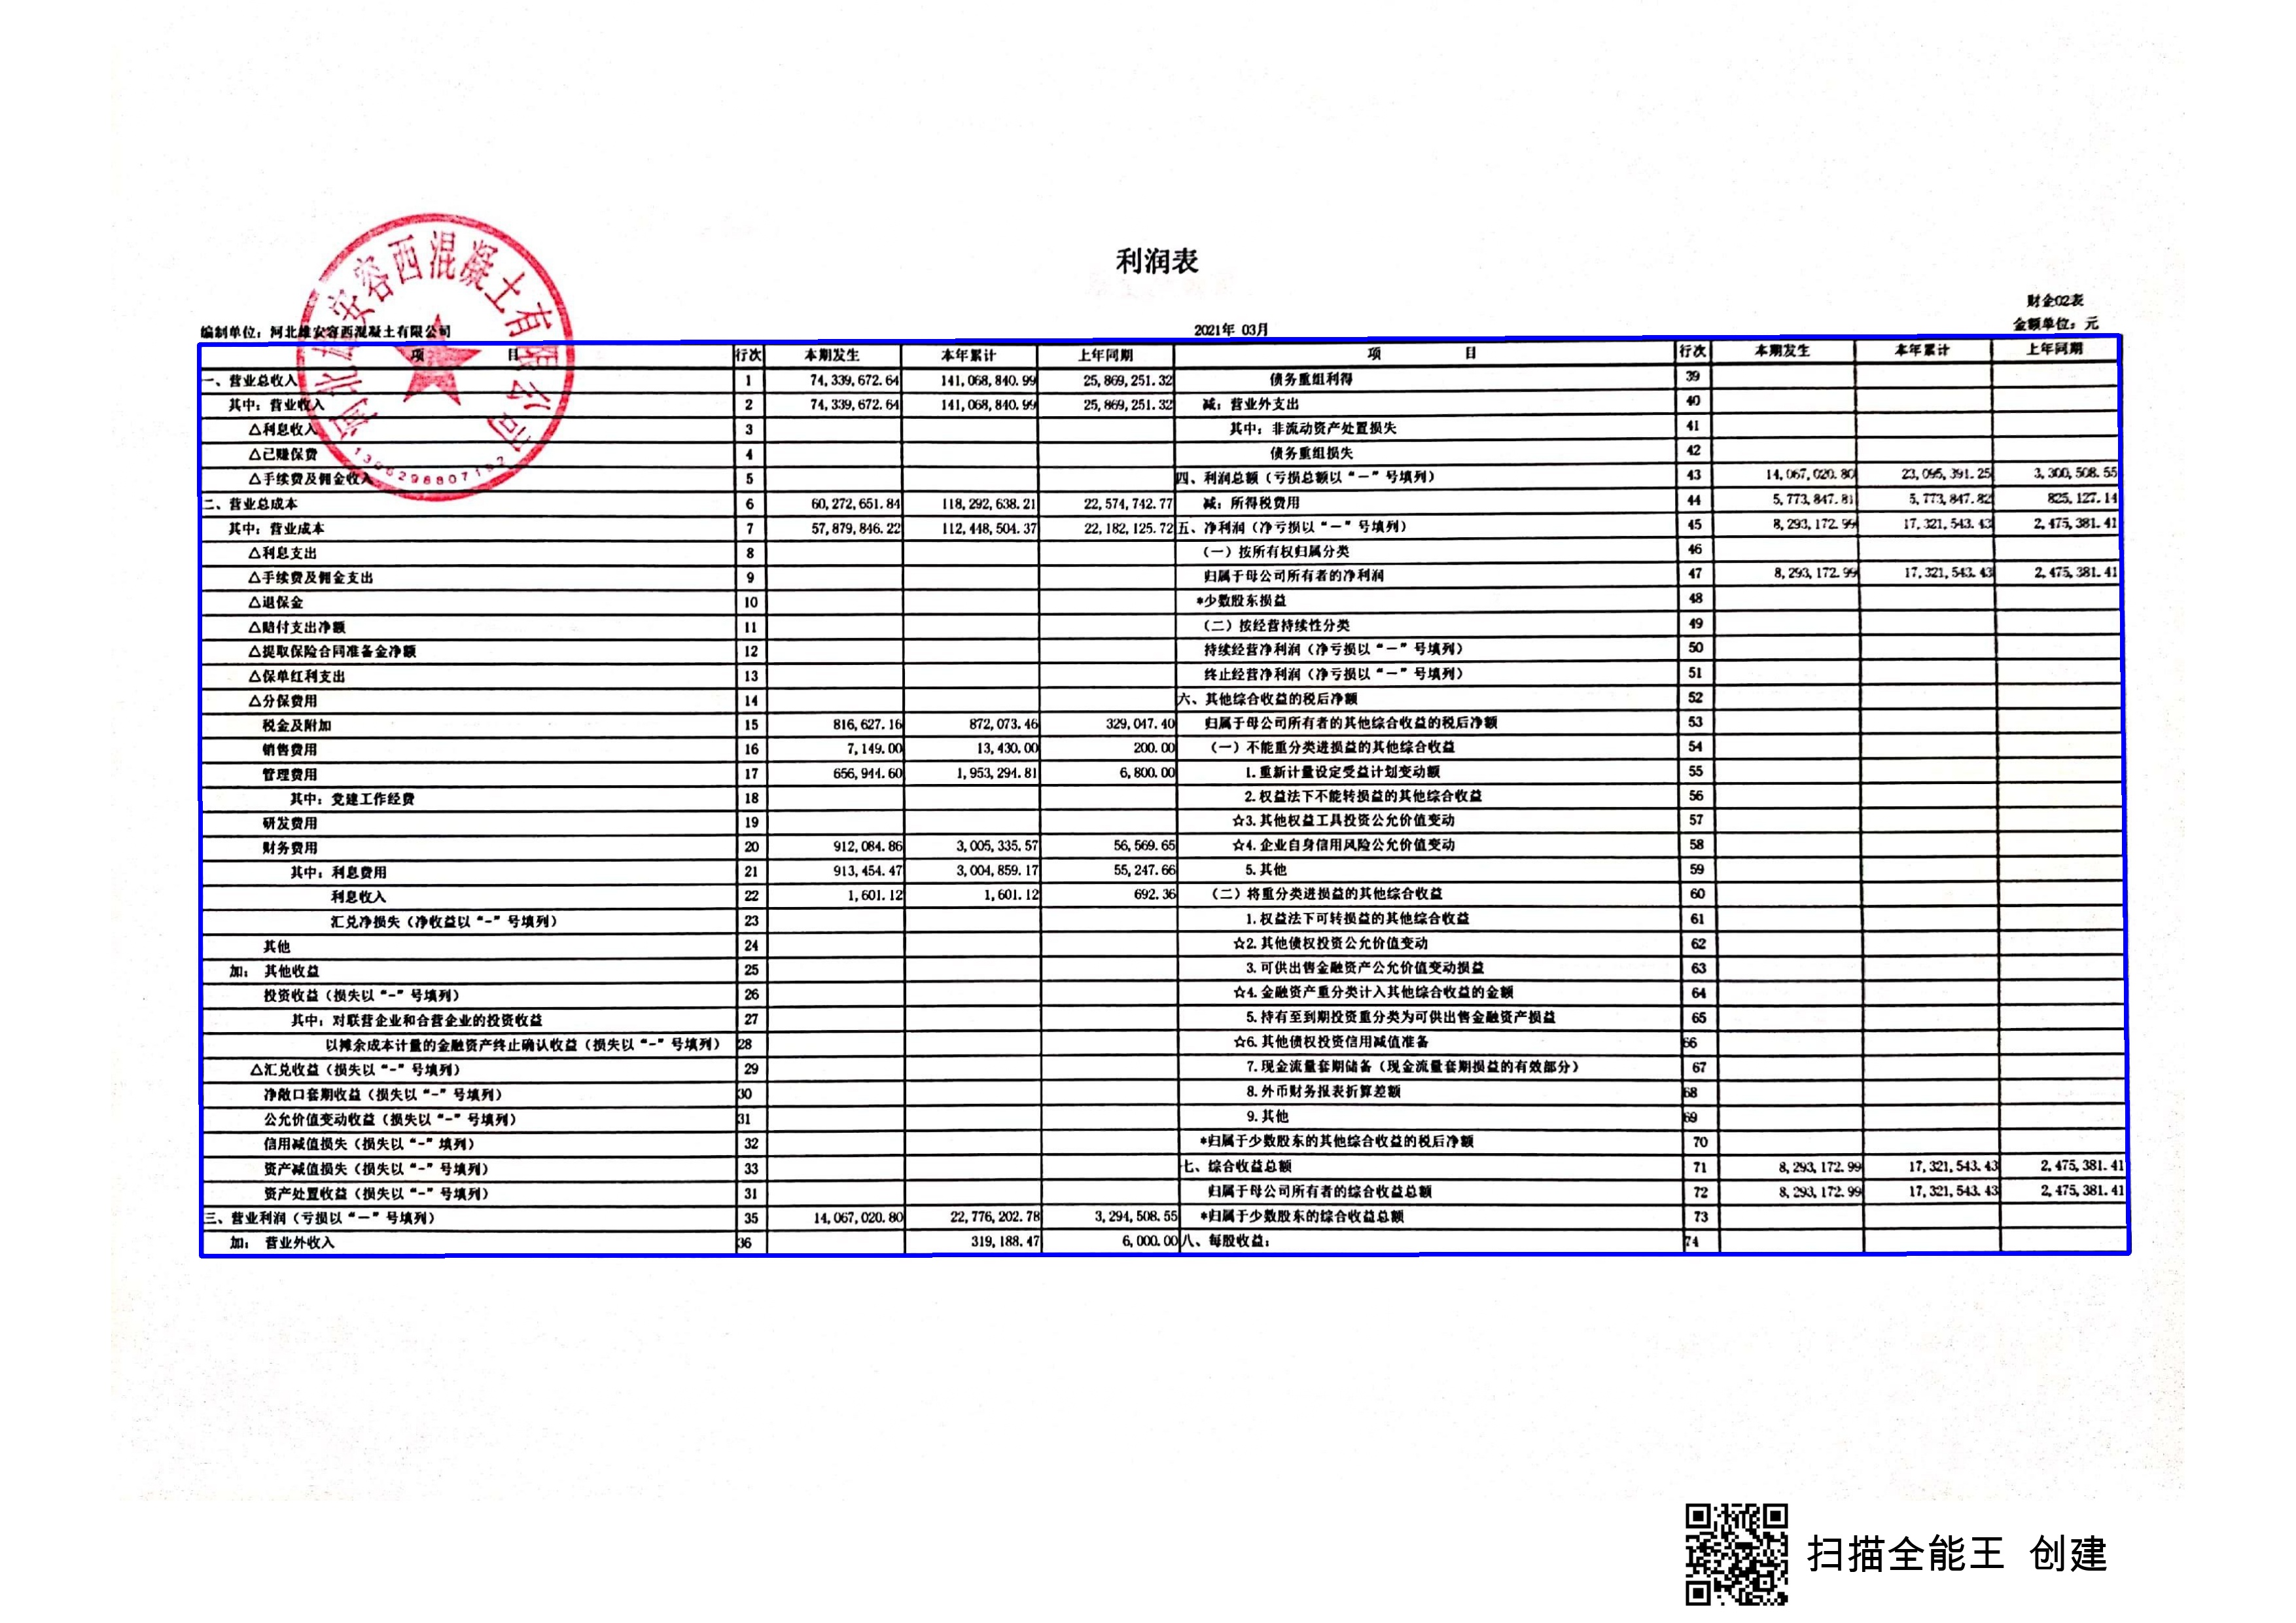 利润表
财金02表
编制单位：河北雄安容西混凝土有限公司 2021年 03月 金额单位：元
项 目 行次 本期发生 本年累计 上年同期 项 目 行次 本期发生 本年累计 上年同期
一、营业总收入 1 74,339,672.64 141,068,840.99 25,869,251.32 债务重组利得 39
其中：营业收入 2 74,339,672.64 141,068,840.99 25,869,251.32 减：营业外支出 40
△利息收入 3 其中：非流动资产处置损失 41
△已赚保费 4 债务重组损失 42
△手续费及佣金收入 5 四、利润总额（亏损总额以“－”号填列） 43 14,067,020.80 23,095,391.25 3,300,508.55
二、营业总成本 6 60,272,651.84 118,292,638.21 22,574,742.77 减：所得税费用 44 5,773,847.81 5,773,847.82 825,127.14
其中：营业成本 7 57,879,846.22 112,448,504.37 22,182,125.72 五、净利润（净亏损以“－”号填列） 45 8,293,172.99 17,321,543.43 2,475,381.41
△利息支出 8 （一）按所有权归属分类 46
△手续费及佣金支出 9 归属于母公司所有者的净利润 47 8,293,172.99 17,321,543.43 2,475,381.41
△退保金 10 *少数股东损益 48
△赔付支出净额 11 （二）按经营持续性分类 49
△提取保险合同准备金净额 12 持续经营净利润（净亏损以“－”号填列） 50
△保单红利支出 13 终止经营净利润（净亏损以“－”号填列） 51
△分保费用 14 六、其他综合收益的税后净额 52
税金及附加 15 816,627.16 872,073.46 329,047.40 归属于母公司所有者的其他综合收益的税后净额 53
销售费用 16 7,149.00 13,430.00 200.00 （一）不能重分类进损益的其他综合收益 54
管理费用 17 656,944.60 1,953,294.81 6,800.00 1.重新计量设定受益计划变动额 55
其中：党建工作经费 18 2.权益法下不能转损益的其他综合收益 56
研发费用 19 ☆3.其他权益工具投资公允价值变动 57
财务费用 20 912,084.86 3,005,335.57 56,569.65 ☆4.企业自身信用风险公允价值变动 58
其中：利息费用 21 913,454.47 3,004,859.17 55,247.66 5.其他 59
利息收入 22 1,601.12 1,601.12 692.36 （二）将重分类进损益的其他综合收益 60
汇兑净损失（净收益以“-”号填列） 23 1.权益法下可转损益的其他综合收益 61
其他 24 ☆2.其他债权投资公允价值变动 62
加： 其他收益 25 3.可供出售金融资产公允价值变动损益 63
投资收益（损失以“-”号填列） 26 ☆4.金融资产重分类计入其他综合收益的金额 64
其中：对联营企业和合营企业的投资收益 27 5.持有至到期投资重分类为可供出售金融资产损益 65
以摊余成本计量的金融资产终止确认收益（损失以“-”号填列） 28 ☆6.其他债权投资信用减值准备 66
△汇兑收益（损失以“-”号填列） 29 7.现金流量套期储备（现金流量套期损益的有效部分） 67
净敞口套期收益（损失以“-”号填列） 30 8.外币财务报表折算差额 68
公允价值变动收益（损失以“-”号填列） 31 9.其他 69
信用减值损失（损失以“-”填列） 32 *归属于少数股东的其他综合收益的税后净额 70
资产减值损失（损失以“-”号填列） 33 七、综合收益总额 71 8,293,172.99 17,321,543.43 2,475,381.41
资产处置收益（损失以“-”号填列） 31 归属于母公司所有者的综合收益总额 72 8,293,172.99 17,321,543.43 2,475,381.41
三、营业利润（亏损以“－”号填列） 35 14,067,020.80 22,776,202.78 3,294,508.55 *归属于少数股东的综合收益总额 73
加： 营业外收入 36 319,188.47 6,000.00 八、每股收益： 74
河北雄安容西混凝土有限公司
扫描全能王 创建